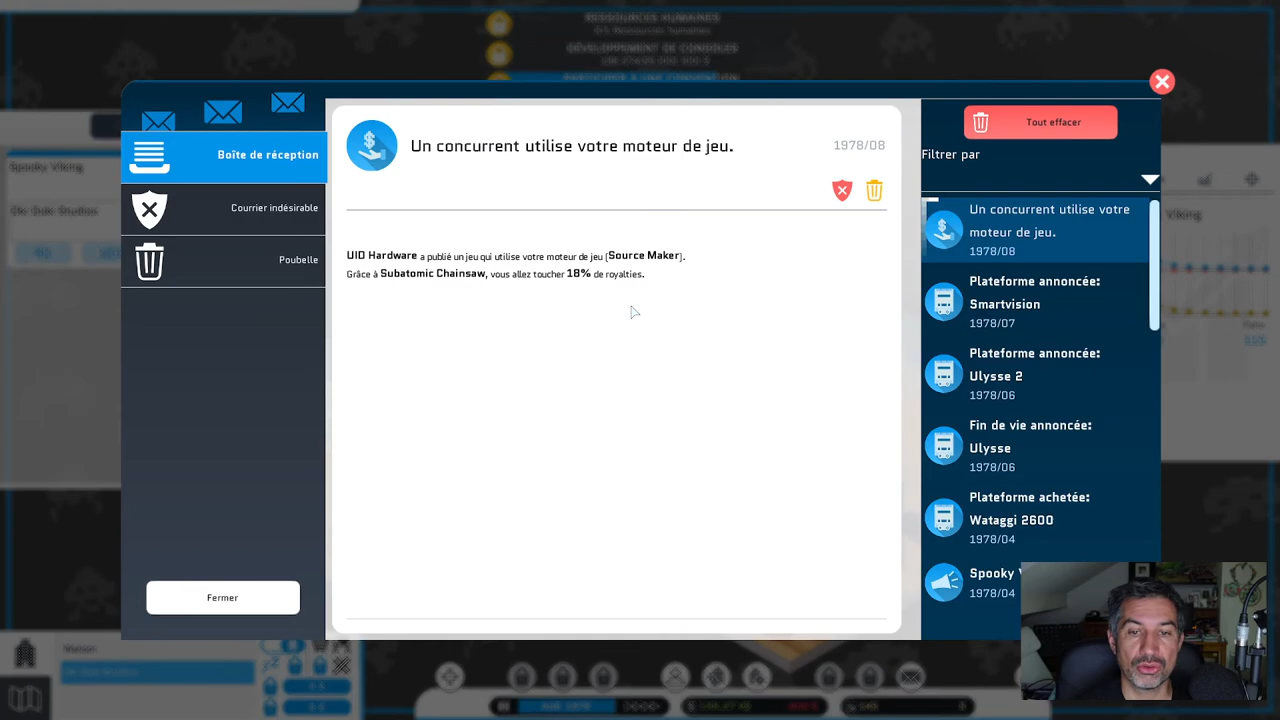 RESSOURCES HUMAINES
DÉVELOPPEMENT DE CONSOLES
PARTICIPER À UNE CONVENTION
Spooky Viking
Boîte de réception
Courrier indésirable
Poubelle
Fermer
Un concurrent utilise votre moteur de jeu.
1978/08
UID Hardware a publié un jeu qui utilise votre moteur de jeu (Source Maker).
Grâce à Subatomic Chainsaw, vous allez toucher 18% de royalties.
Tout effacer
Filtrer par
Un concurrent utilise votre
moteur de jeu.
1978/08
Plateforme annoncée:
Smartvision
1978/07
Plateforme annoncée:
Ulysse 2
1978/06
Fin de vie annoncée:
Ulysse
1978/06
Plateforme achetée:
Wataggi 2600
1978/04
Spooky
1978/04